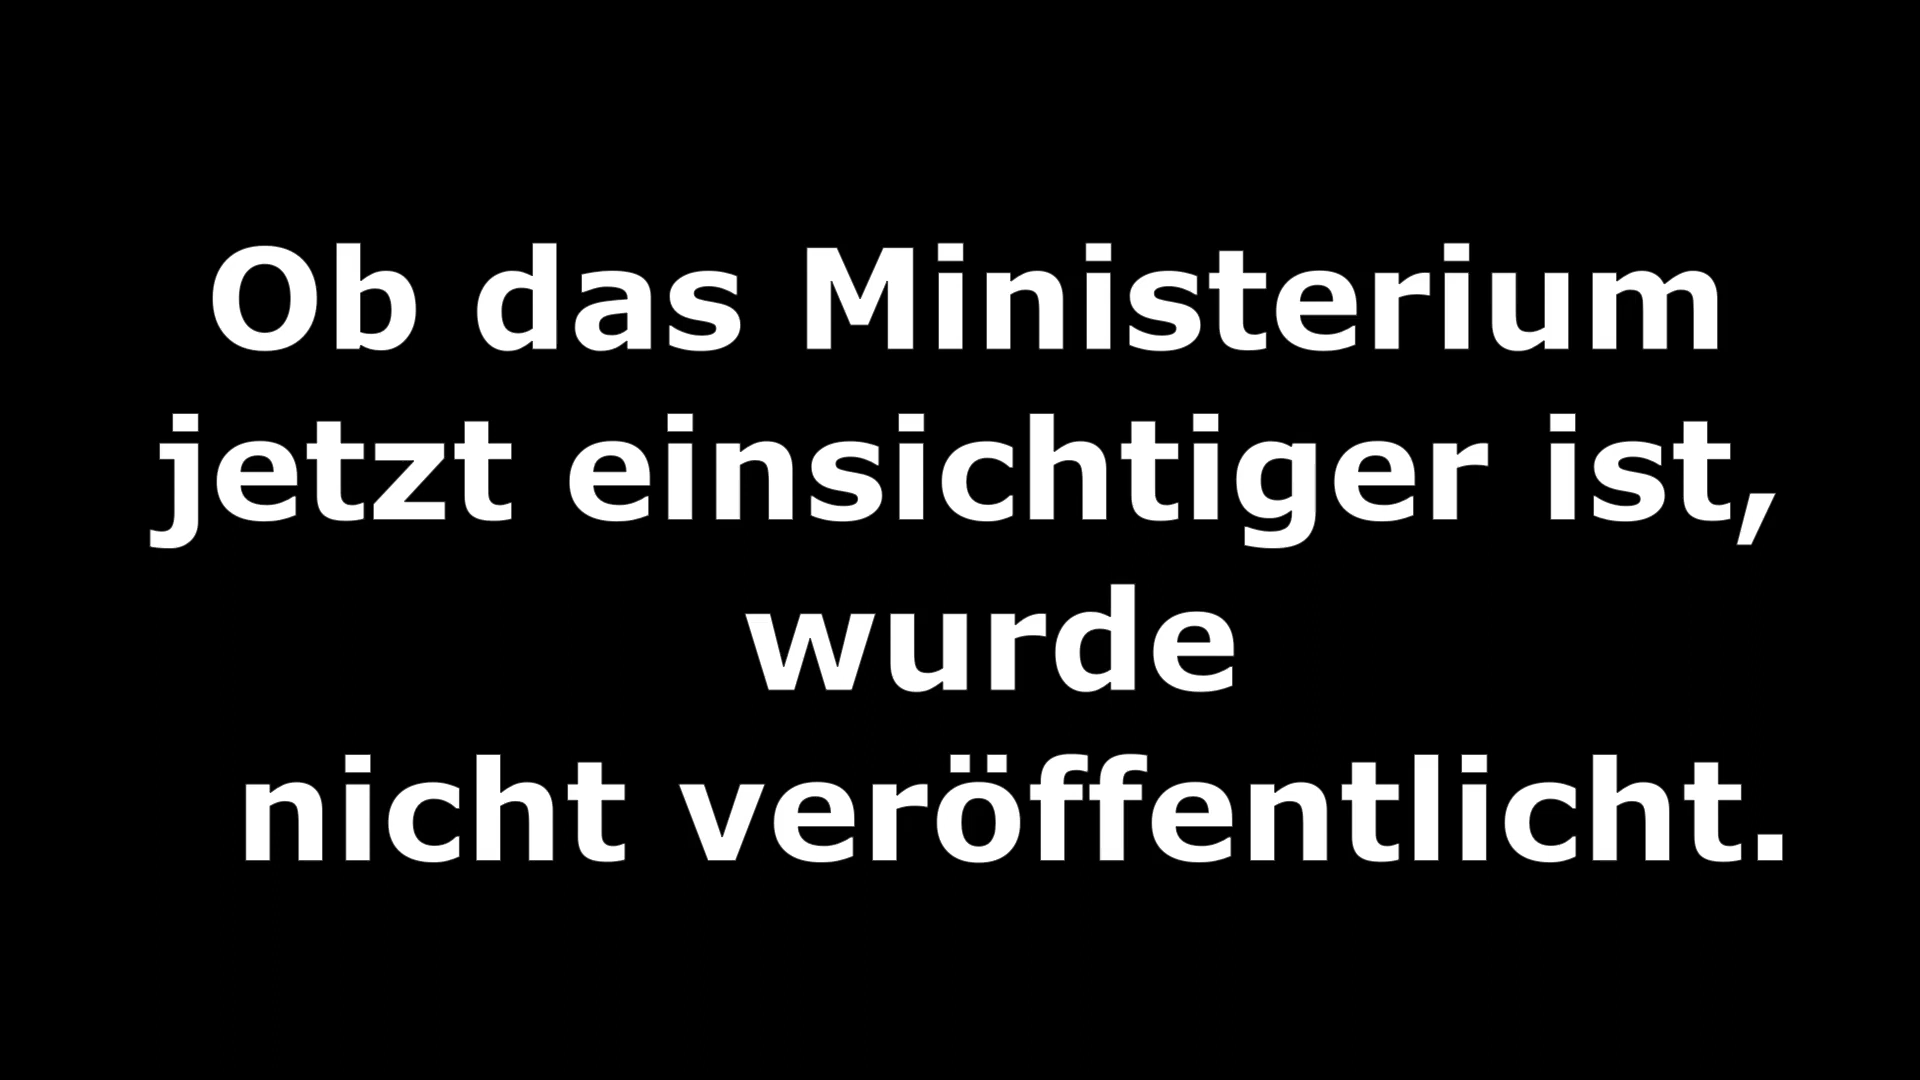 Ob das Ministerium
jetzt einsichtiger ist,
wurde
nicht veröffentlicht.